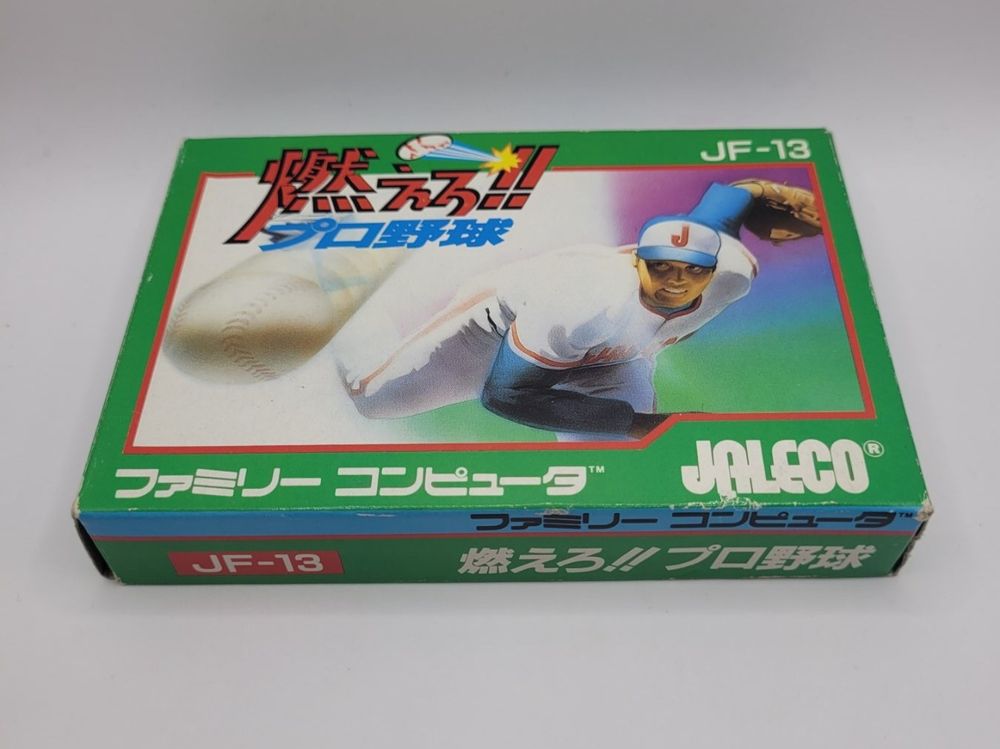 JF-13
燃えろ!!
プロ野球
J
ファミリー コンピュータ™
JALECO®
ファミリー コンピュータ™
JF-13
燃えろ!! プロ野球